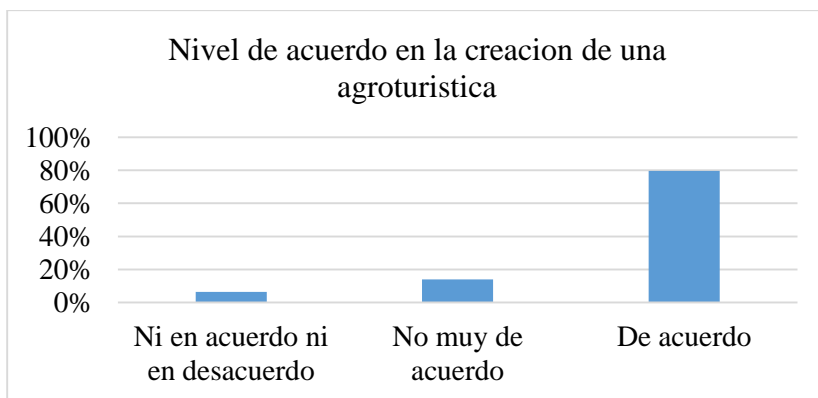 Nivel de acuerdo en la creacion de una
agroturistica
100%
80%
60%
40%
20%
0%
Ni en acuerdo ni
en desacuerdo
No muy de
acuerdo
De acuerdo